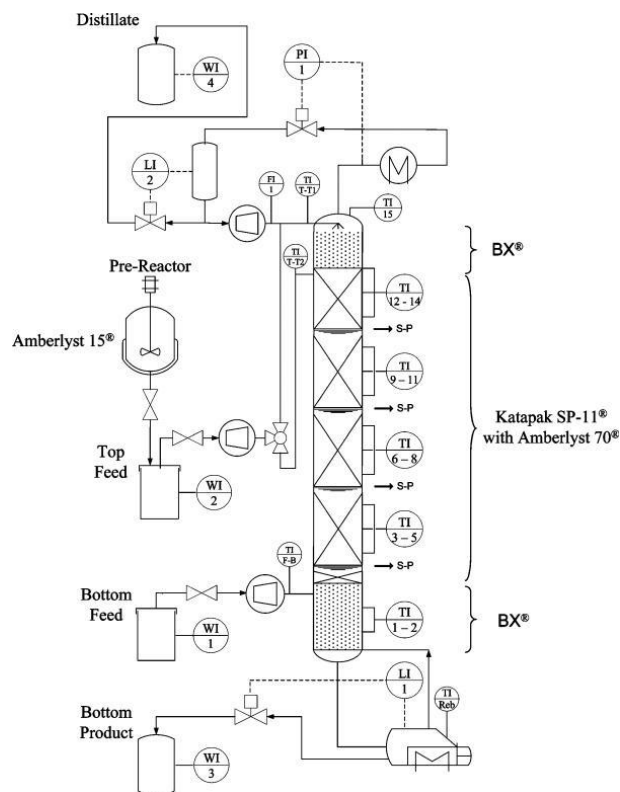 Distillate
WI
4
PI
1
LI
2
FI
1
TI
T-T1
TI
15
BX®
TI
T-T2
Pre-Reactor
TI
12 - 14
S-P
Amberlyst 15®
TI
9 – 11
S-P
Katapak SP-11®
with Amberlyst 70®
TI
6 – 8
Top
Feed
WI
2
S-P
TI
3 – 5
TI
F-B
S-P
Bottom
Feed
WI
1
TI
1 – 2
BX®
LI
1
TI
Reb
Bottom
Product
WI
3